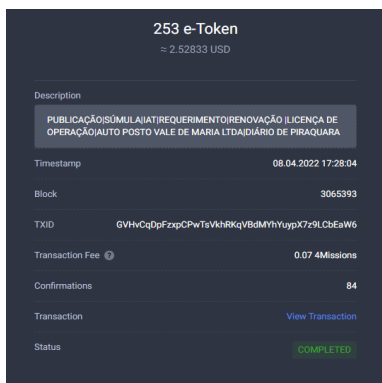 253 e-Token
≈ 2.52833 USD
Description
PUBLICAÇÃO|SÚMULA|IAT|REQUERIMENTO|RENOVAÇÃO |LICENÇA DE
OPERAÇÃO|AUTO POSTO VALE DE MARIA LTDA|DIÁRIO DE PIRAQUARA
Timestamp 08.04.2022 17:28:04
Block 3065393
TXID GVHvCqDpFzxpCPwTsVkhRKqVBdMYhYuypX7z9LCbEaW6
Transaction Fee ? 0.07 4Missions
Confirmations 84
Transaction View Transaction
Status COMPLETED